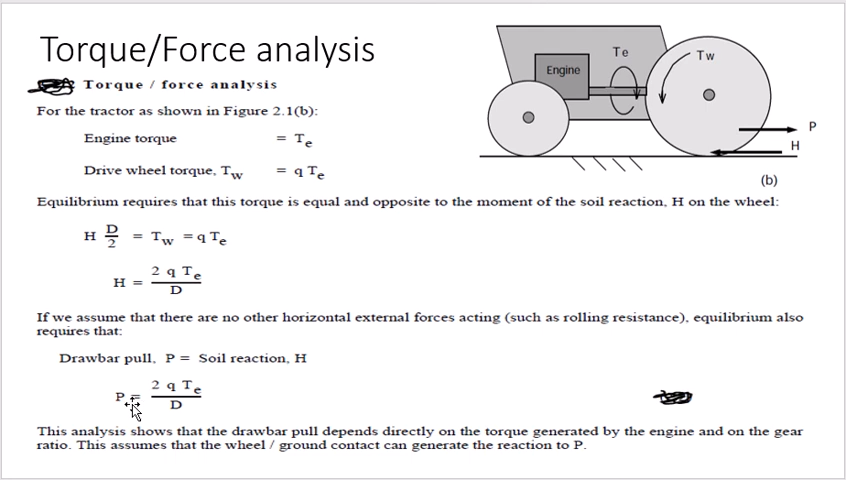 Torque/Force analysis
Torque / force analysis
For the tractor as shown in Figure 2.1(b):
Engine torque = Te
Drive wheel torque, Tw = q Te
Equilibrium requires that this torque is equal and opposite to the moment of the soil reaction, H on the wheel:
H D/2 = Tw = q Te
H = 2 q Te / D
If we assume that there are no other horizontal external forces acting (such as rolling resistance), equilibrium also
requires that:
Drawbar pull, P = Soil reaction, H
P = 2 q Te / D
This analysis shows that the drawbar pull depends directly on the torque generated by the engine and on the gear
ratio. This assumes that the wheel / ground contact can generate the reaction to P.
Engine
Te
Tw
P
H
(b)